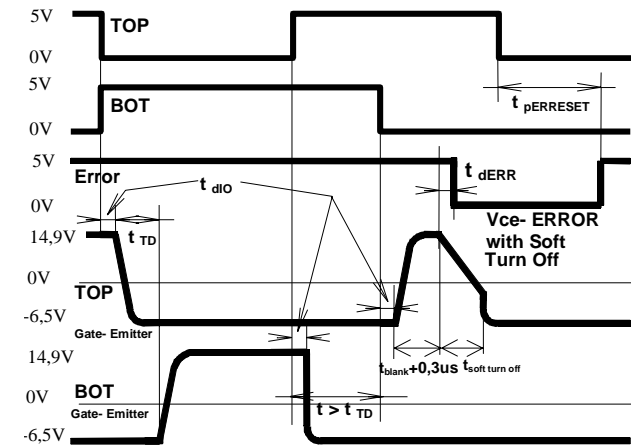 5V
TOP
0V
5V
BOT
t pERRESET
0V
5V
Error
t dIO
t dERR
0V
Vce- ERROR
with Soft
Turn Off
14,9V
t TD
0V
TOP
-6,5V
Gate- Emitter
14,9V
tblank+0,3us
tsoft turn off
0V
BOT
Gate- Emitter
t > t TD
-6,5V